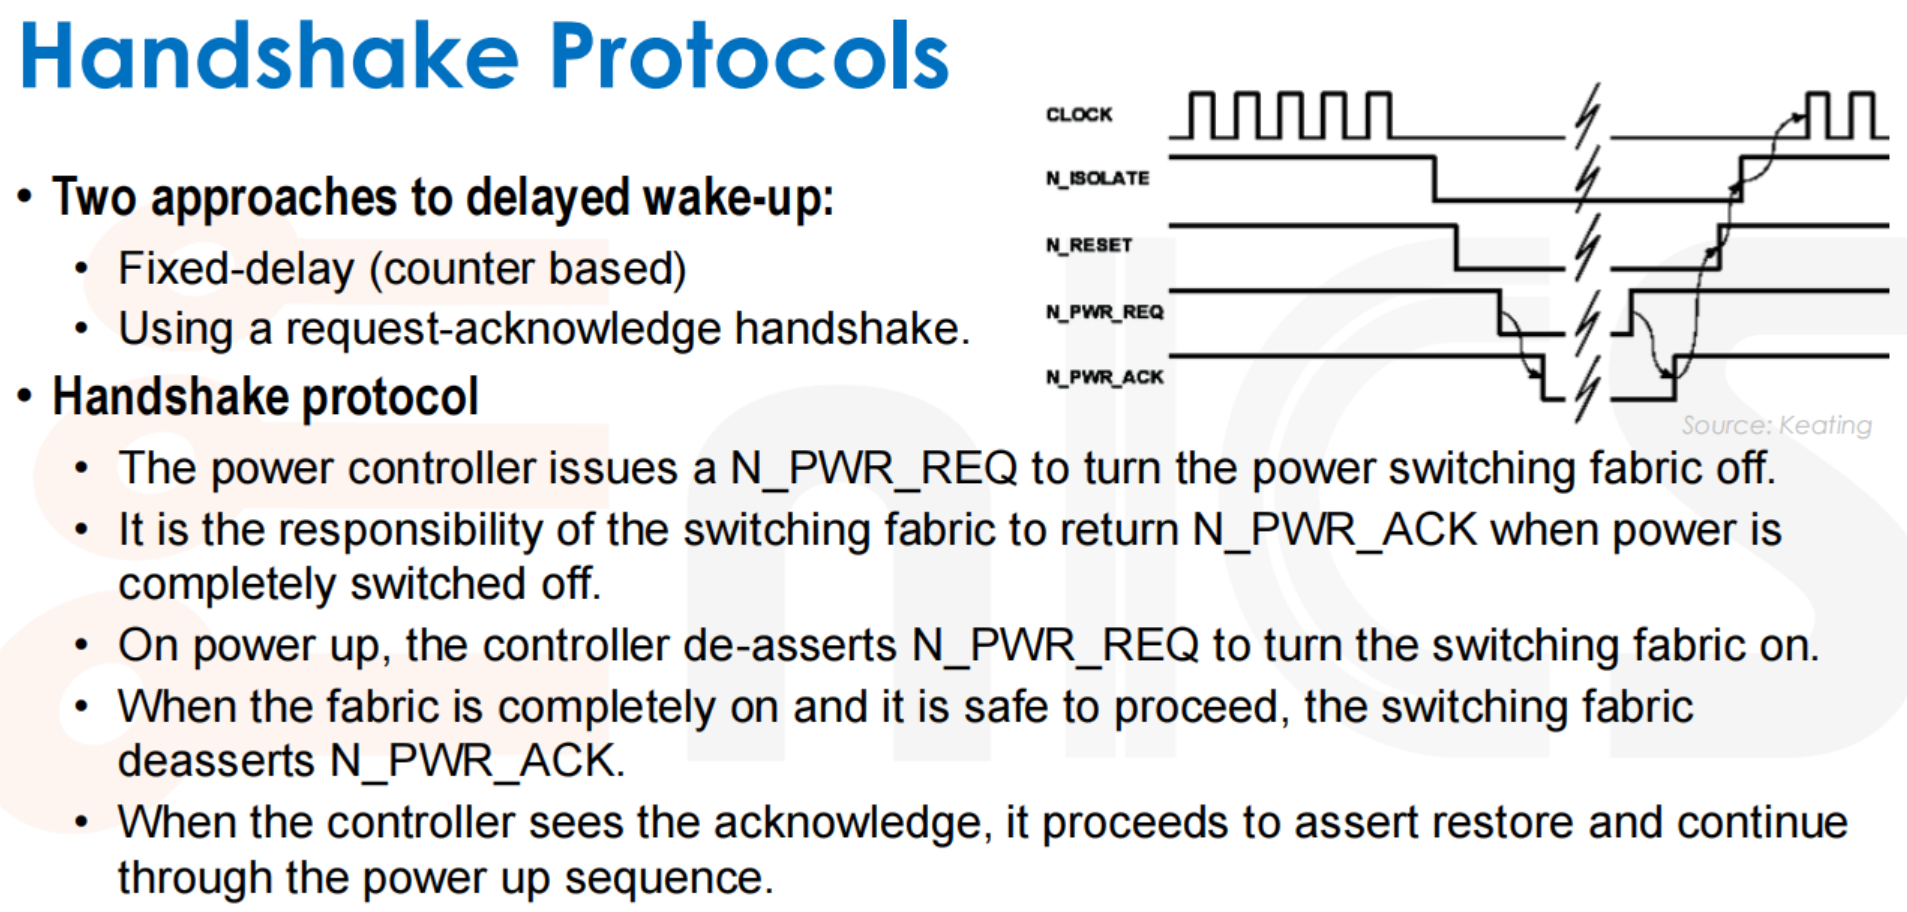 Handshake Protocols
• Two approaches to delayed wake-up:
• Fixed-delay (counter based)
• Using a request-acknowledge handshake.
CLOCK
N_ISOLATE
N_RESET
N_PWR_REQ
N_PWR_ACK
Source: Keating
• Handshake protocol
• The power controller issues a N_PWR_REQ to turn the power switching fabric off.
• It is the responsibility of the switching fabric to return N_PWR_ACK when power is
completely switched off.
• On power up, the controller de-asserts N_PWR_REQ to turn the switching fabric on.
• When the fabric is completely on and it is safe to proceed, the switching fabric
deasserts N_PWR_ACK.
• When the controller sees the acknowledge, it proceeds to assert restore and continue
through the power up sequence.
nICS